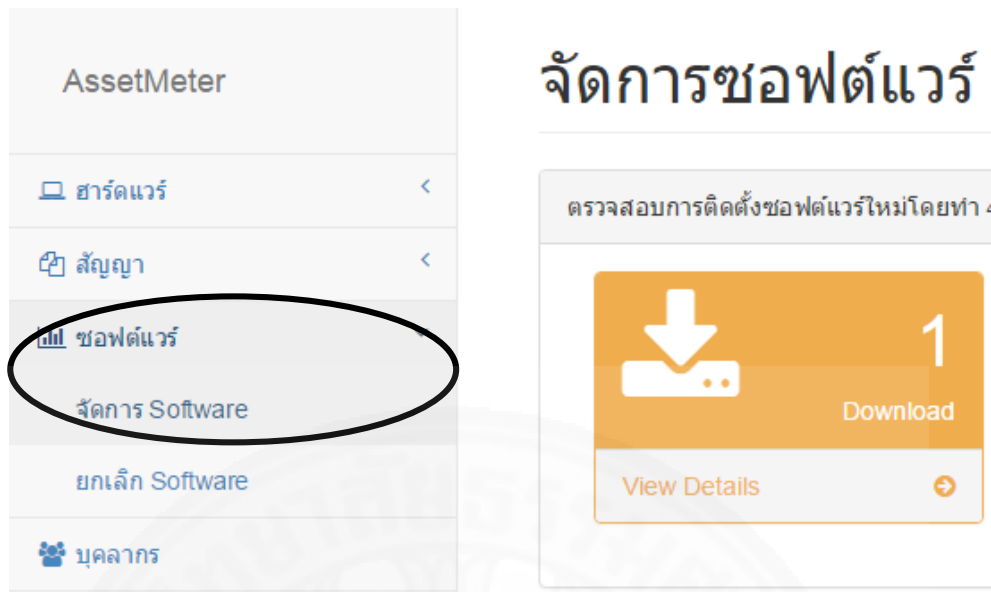 AssetMeter
ฮาร์ดแวร์
สัญญา
ซอฟต์แวร์
จัดการ Software
ยกเลิก Software
บุคลากร
จัดการซอฟต์แวร์
ตรวจสอบการติดตั้งซอฟต์แวร์ใหม่โดยทำ 4
1
Download
View Details